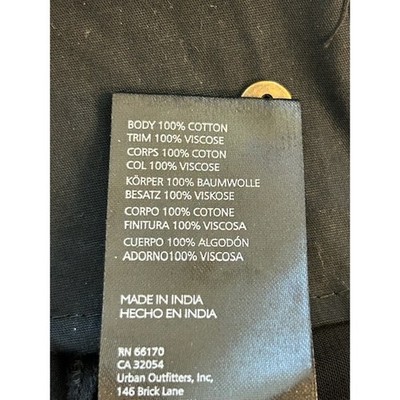 BODY 100% COTTON
TRIM 100% VISCOSE
CORPS 100% COTON
COL 100% VISCOSE
KÖRPER 100% BAUMWOLLE
BESATZ 100% VISKOSE
CORPO 100% COTONE
FINITURA 100% VISCOSA
CUERPO 100% ALGODÓN
ADORNO100% VISCOSA
MADE IN INDIA
HECHO EN INDIA
RN 66170
CA 32054
Urban Outfitters, Inc,
146 Brick Lane